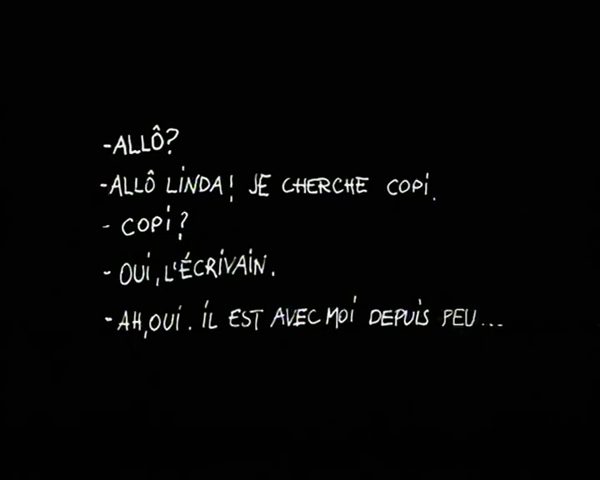 -ALLÔ?
-ALLÔ LINDA! JE CHERCHE COPI.
- COPI?
- OUI, L'ÉCRIVAIN.
- AH, OUI. IL EST AVEC MOI DEPUIS PEU...